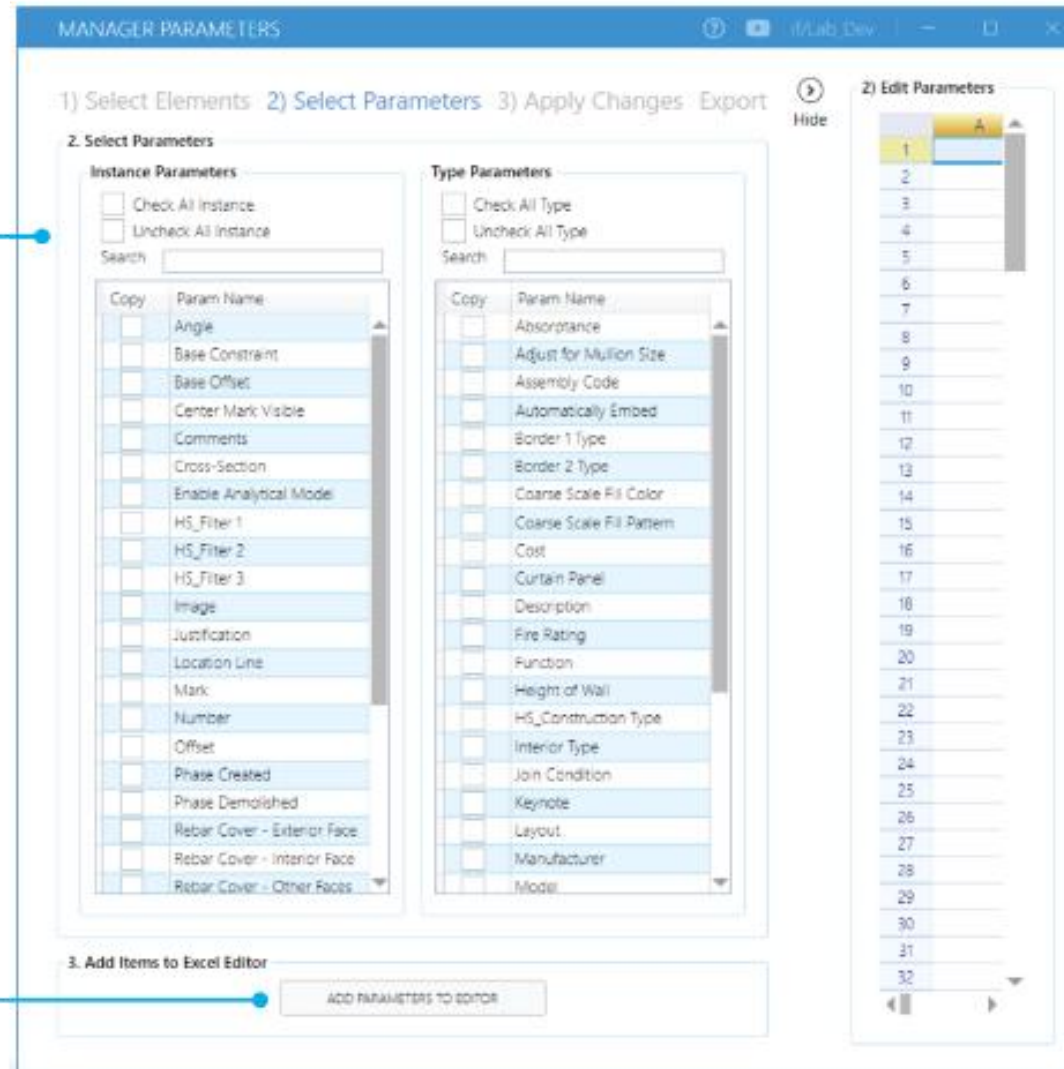 MANAGER PARAMETERS
if/Lab_Dev
1) Select Elements 2) Select Parameters 3) Apply Changes Export
Hide
2. Select Parameters
Instance Parameters
Check All Instance
Uncheck All Instance
Search
Copy Param Name
Angle
Base Constraint
Base Offset
Center Mark Visible
Comments
Cross-Section
Enable Analytical Model
HS_Filter 1
HS_Filter 2
HS_Filter 3
Image
Justification
Location Line
Mark
Number
Offset
Phase Created
Phase Demolished
Rebar Cover - Exterior Face
Rebar Cover - Interior Face
Rebar Cover - Other Faces
Type Parameters
Check All Type
Uncheck All Type
Search
Copy Param Name
Absorptance
Adjust for Mullion Size
Assembly Code
Automatically Embed
Border 1 Type
Border 2 Type
Coarse Scale Fill Color
Coarse Scale Fill Pattern
Cost
Curtain Panel
Description
Fire Rating
Function
Height of Wall
HS_Construction Type
Interior Type
Join Condition
Keynote
Layout
Manufacturer
Model
3. Add Items to Excel Editor
ADD PARAMETERS TO EDITOR
2) Edit Parameters
A
1
2
3
4
5
6
7
8
9
10
11
12
13
14
15
16
17
18
19
20
21
22
23
24
25
26
27
28
29
30
31
32